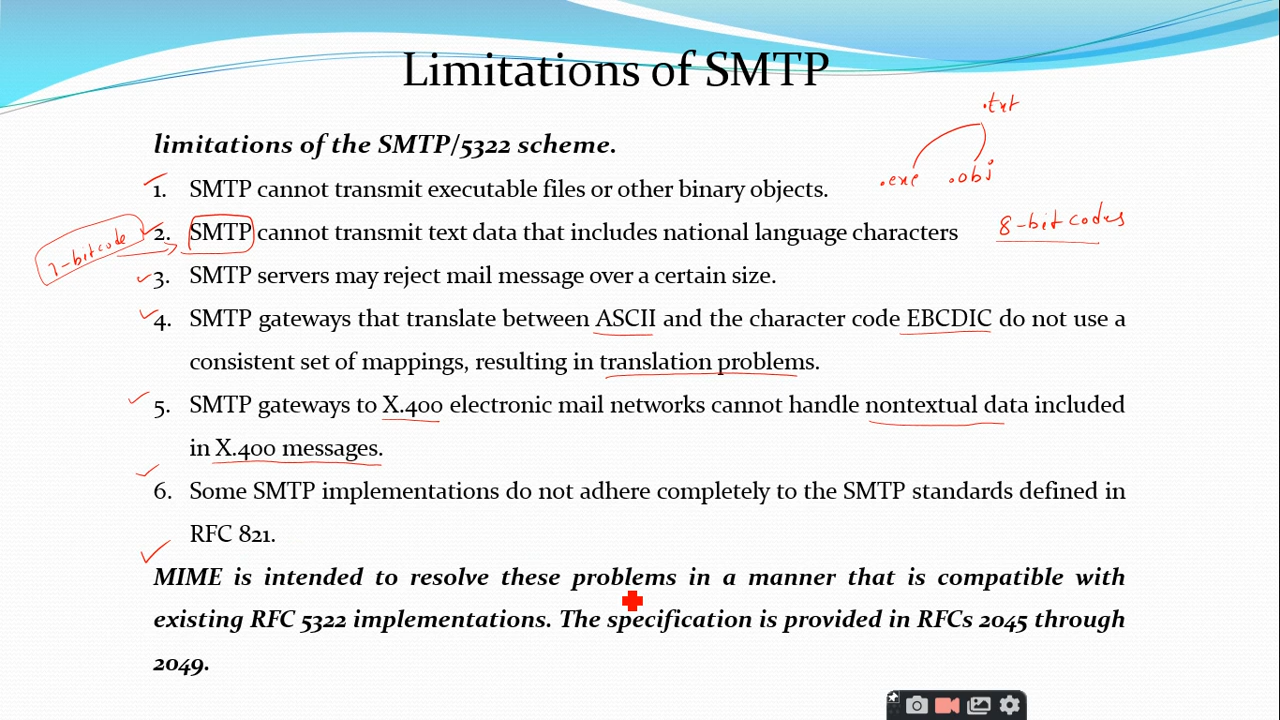 Limitations of SMTP
.txt
limitations of the SMTP/5322 scheme.
.exe .obj
1. SMTP cannot transmit executable files or other binary objects.
8-bit codes
7-bit code
2. SMTP cannot transmit text data that includes national language characters
3. SMTP servers may reject mail message over a certain size.
4. SMTP gateways that translate between ASCII and the character code EBCDIC do not use a
consistent set of mappings, resulting in translation problems.
5. SMTP gateways to X.400 electronic mail networks cannot handle nontextual data included
in X.400 messages.
6. Some SMTP implementations do not adhere completely to the SMTP standards defined in
RFC 821.
MIME is intended to resolve these problems in a manner that is compatible with
existing RFC 5322 implementations. The specification is provided in RFCs 2045 through
2049.